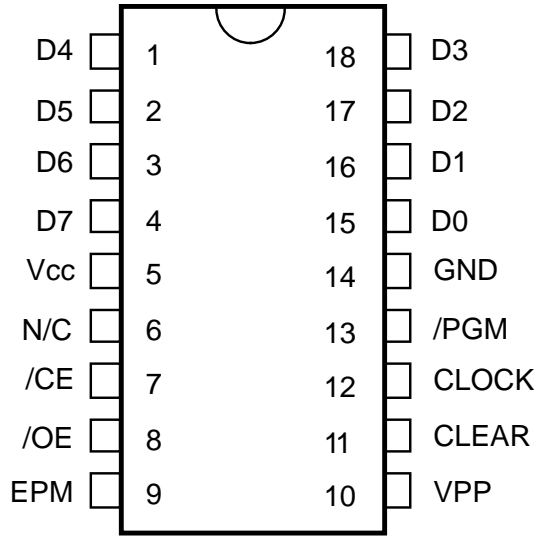 D4 1 18 D3
D5 2 17 D2
D6 3 16 D1
D7 4 15 D0
Vcc 5 14 GND
N/C 6 13 /PGM
/CE 7 12 CLOCK
/OE 8 11 CLEAR
EPM 9 10 VPP